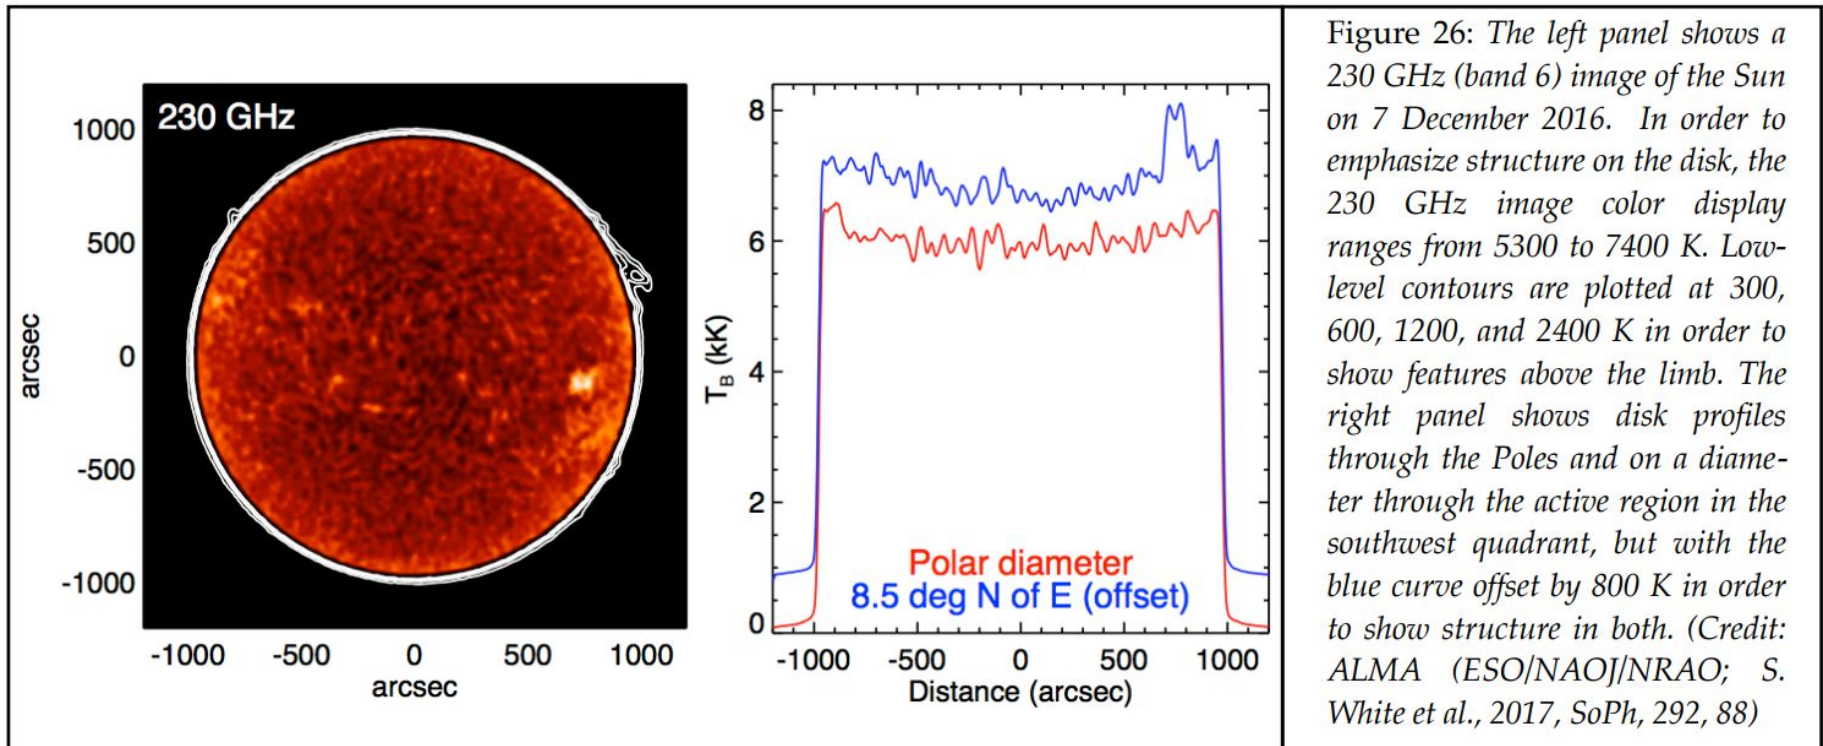 230 GHz
1000
500
0
-500
-1000
arcsec
-1000 -500 0 500 1000
arcsec
8
6
4
2
0
T_B (kK)
Polar diameter
8.5 deg N of E (offset)
-1000 -500 0 500 1000
Distance (arcsec)
Figure 26: The left panel shows a
230 GHz (band 6) image of the Sun
on 7 December 2016. In order to
emphasize structure on the disk, the
230 GHz image color display
ranges from 5300 to 7400 K. Low-
level contours are plotted at 300,
600, 1200, and 2400 K in order to
show features above the limb. The
right panel shows disk profiles
through the Poles and on a diame-
ter through the active region in the
southwest quadrant, but with the
blue curve offset by 800 K in order
to show structure in both. (Credit:
ALMA (ESO/NAOJ/NRAO; S.
White et al., 2017, SoPh, 292, 88)